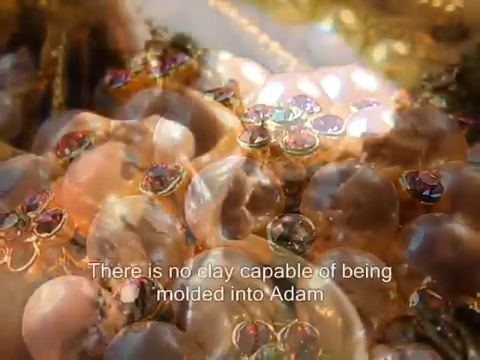 There is no clay capable of being
molded into Adam